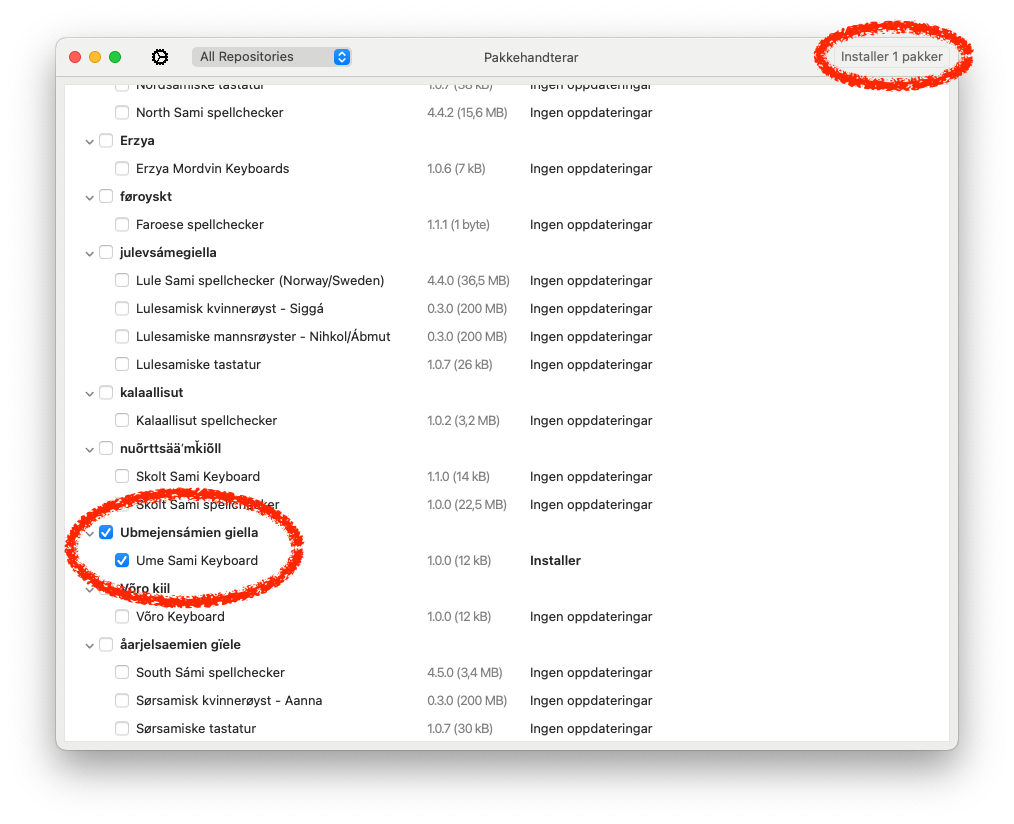 All Repositories Pakkehandterar Installer 1 pakker
Nordsamiske tastatur 1.0.7 (38 kB) Ingen oppdateringar
North Sami spellchecker 4.4.2 (15,6 MB) Ingen oppdateringar
Erzya
Erzya Mordvin Keyboards 1.0.6 (7 kB) Ingen oppdateringar
føroyskt
Faroese spellchecker 1.1.1 (1 byte) Ingen oppdateringar
julevsámegiella
Lule Sami spellchecker (Norway/Sweden) 4.4.0 (36,5 MB) Ingen oppdateringar
Lulesamisk kvinnerøyst - Siggá 0.3.0 (200 MB) Ingen oppdateringar
Lulesamiske mannsrøyster - Nihkol/Ábmut 0.3.0 (200 MB) Ingen oppdateringar
Lulesamiske tastatur 1.0.7 (26 kB) Ingen oppdateringar
kalaallisut
Kalaallisut spellchecker 1.0.2 (3,2 MB) Ingen oppdateringar
nuõrttsääʹmǩiõll
Skolt Sami Keyboard 1.1.0 (14 kB) Ingen oppdateringar
Skolt Sami spellchecker 1.0.0 (22,5 MB) Ingen oppdateringar
Ubmejensámien giella
Ume Sami Keyboard 1.0.0 (12 kB) Installer
Võro kiil
Võro Keyboard 1.0.0 (12 kB) Ingen oppdateringar
åarjelsaemien gïele
South Sámi spellchecker 4.5.0 (3,4 MB) Ingen oppdateringar
Sørsamisk kvinnerøyst - Aanna 0.3.0 (200 MB) Ingen oppdateringar
Sørsamiske tastatur 1.0.7 (30 kB) Ingen oppdateringar